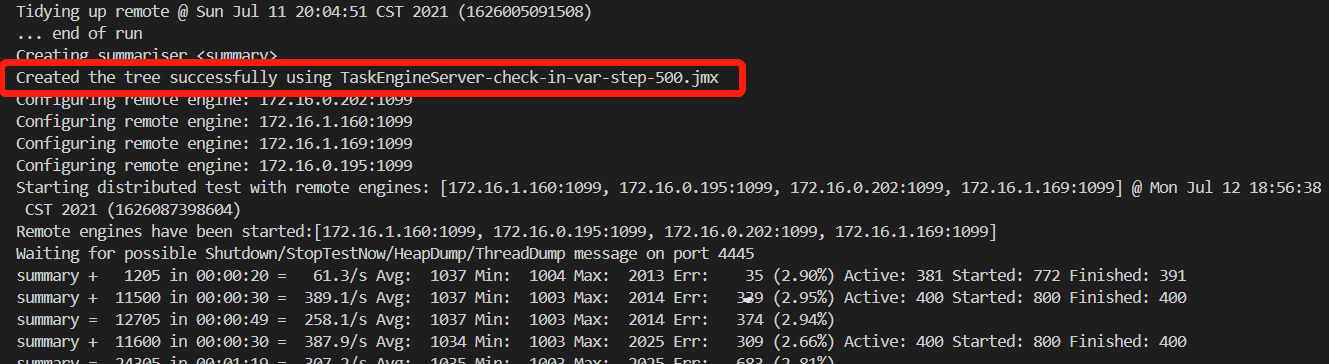 Tidying up remote @ Sun Jul 11 20:04:51 CST 2021 (1626005091508)
... end of run
Creating summariser <summary>
Created the tree successfully using TaskEngineServer-check-in-var-step-500.jmx
Configuring remote engine: 172.16.0.202:1099
Configuring remote engine: 172.16.1.160:1099
Configuring remote engine: 172.16.1.169:1099
Configuring remote engine: 172.16.0.195:1099
Starting distributed test with remote engines: [172.16.1.160:1099, 172.16.0.195:1099, 172.16.0.202:1099, 172.16.1.169:1099] @ Mon Jul 12 18:56:38
CST 2021 (1626087398604)
Remote engines have been started:[172.16.1.160:1099, 172.16.0.195:1099, 172.16.0.202:1099, 172.16.1.169:1099]
Waiting for possible Shutdown/StopTestNow/HeapDump/ThreadDump message on port 4445
summary + 1205 in 00:00:20 = 61.3/s Avg: 1037 Min: 1004 Max: 2013 Err: 35 (2.90%) Active: 381 Started: 772 Finished: 391
summary + 11500 in 00:00:30 = 389.1/s Avg: 1037 Min: 1003 Max: 2014 Err: 339 (2.95%) Active: 400 Started: 800 Finished: 400
summary = 12705 in 00:00:49 = 258.1/s Avg: 1037 Min: 1003 Max: 2014 Err: 374 (2.94%)
summary + 11600 in 00:00:30 = 387.9/s Avg: 1034 Min: 1003 Max: 2025 Err: 309 (2.66%) Active: 400 Started: 800 Finished: 400
summary = 24305 in 00:01:19 = 307.2/s Avg: 1035 Min: 1003 Max: 2025 Err: 683 (2.81%)